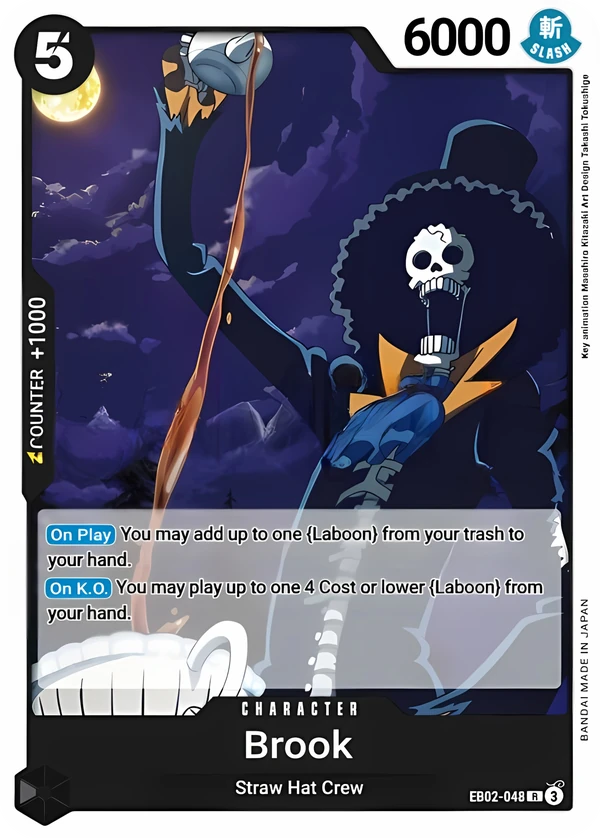 5
6000
斬
SLASH
Key animation Masahiro Kitazaki Art Design Takashi Tokushige
COUNTER +1000
On Play You may add up to one {Laboon} from your trash to
your hand.
On K.O. You may play up to one 4 Cost or lower {Laboon} from
your hand.
BANDAI MADE IN JAPAN
CHARACTER
Brook
Straw Hat Crew
EB02-048 R 3